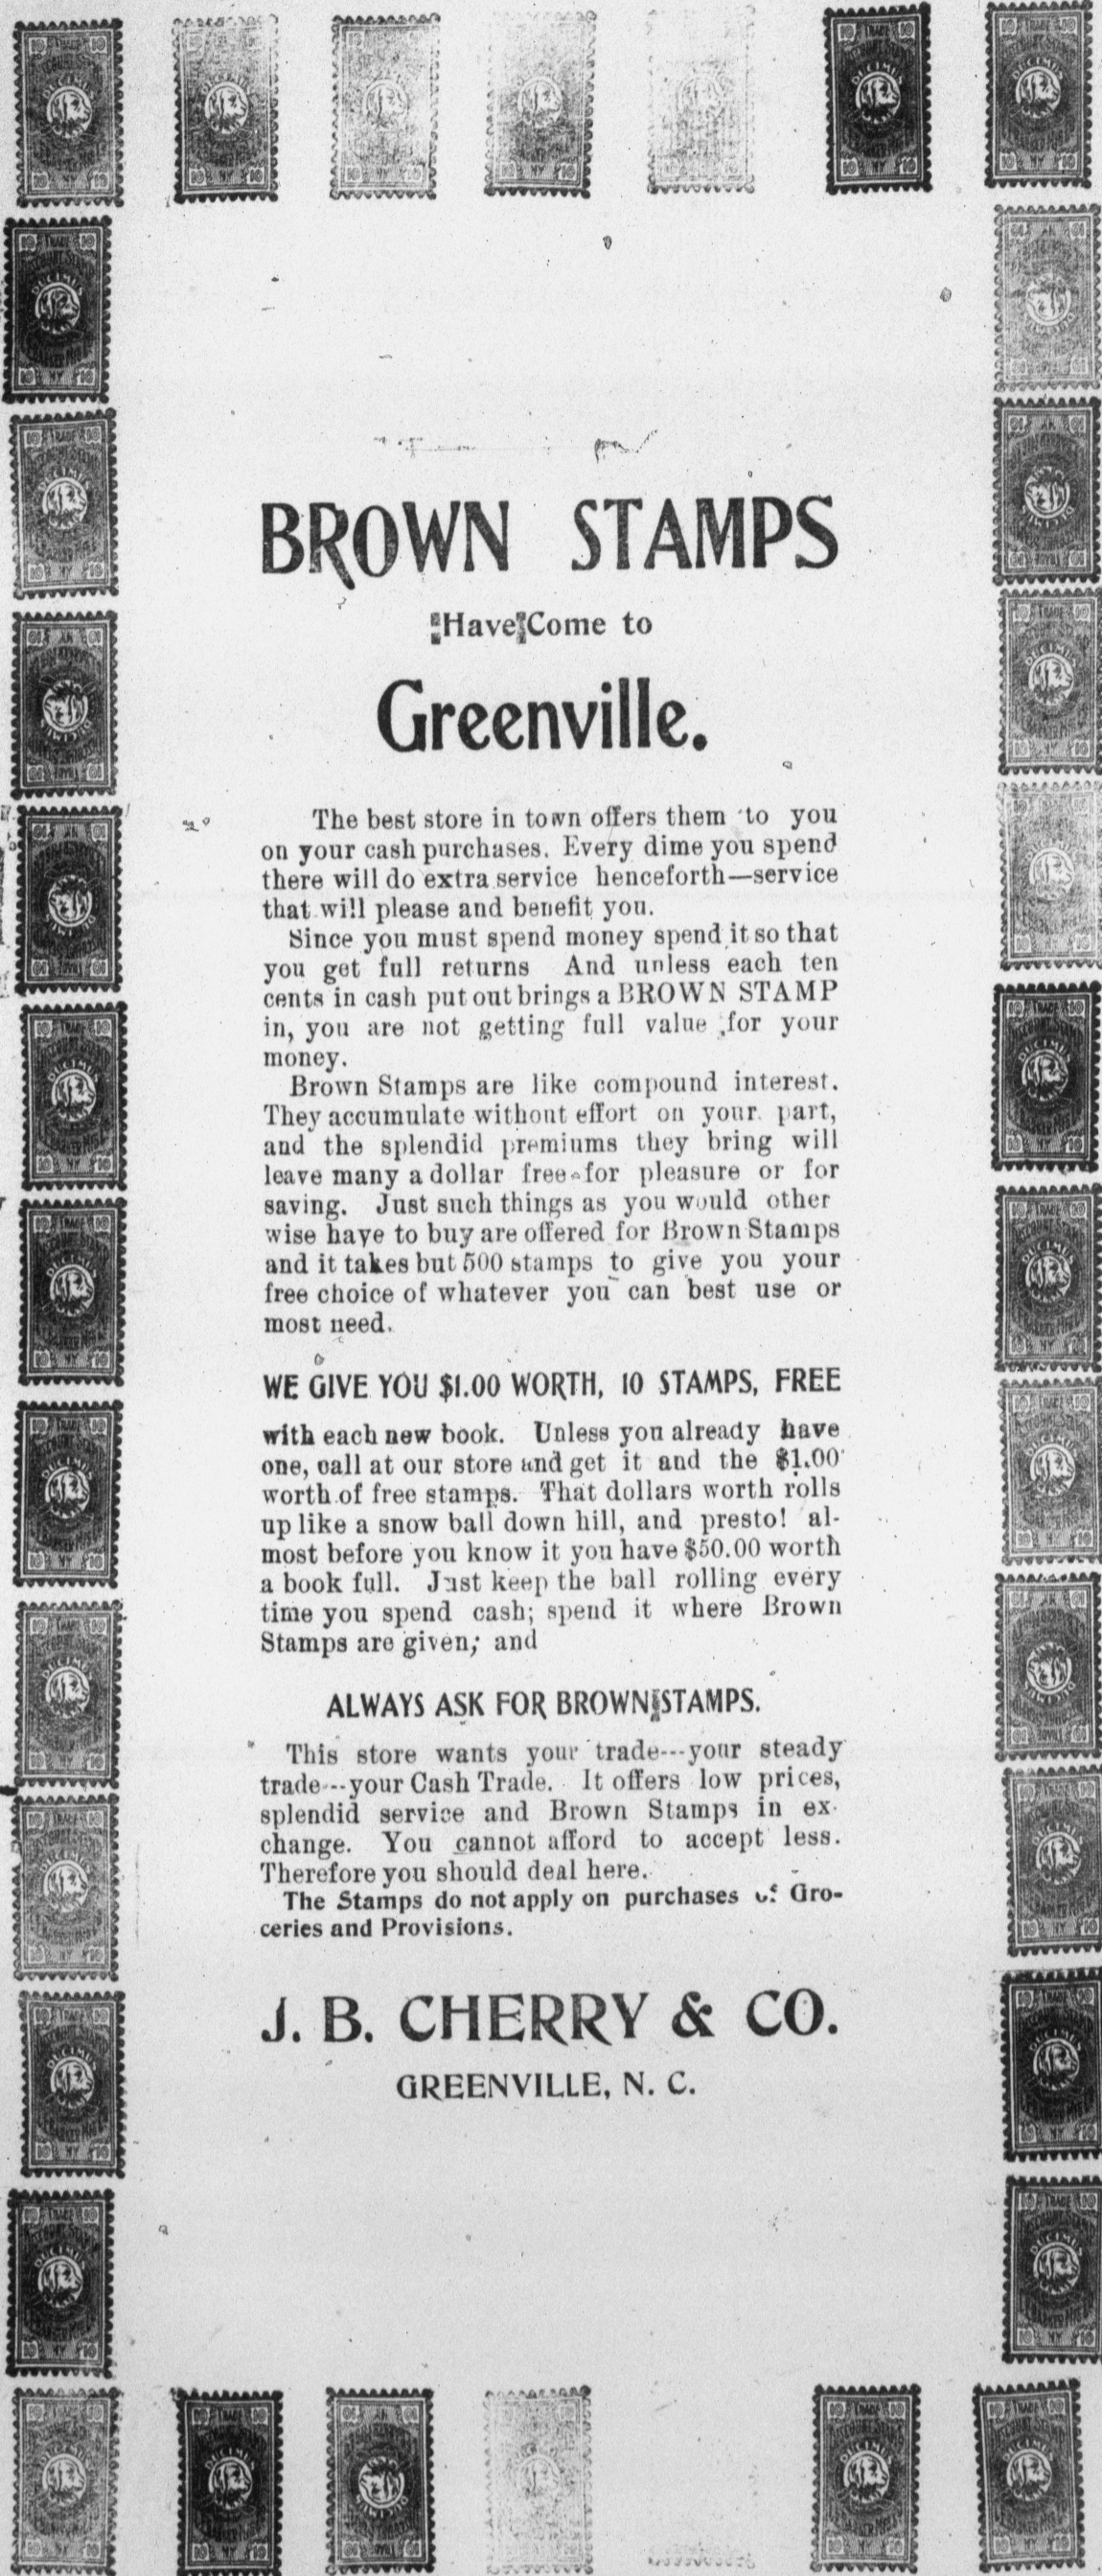 BROWN STAMPS
Have Come to
Greenville.
The best store in town offers them to you
on your cash purchases. Every dime you spend
there will do extra service henceforth—service
that will please and benefit you.
Since you must spend money spend it so that
you get full returns And unless each ten
cents in cash put out brings a BROWN STAMP
in, you are not getting full value for your
money.
Brown Stamps are like compound interest.
They accumulate without effort on your part,
and the splendid premiums they bring will
leave many a dollar free for pleasure or for
saving. Just such things as you would other
wise have to buy are offered for Brown Stamps
and it takes but 500 stamps to give you your
free choice of whatever you can best use or
most need.
WE GIVE YOU $1.00 WORTH, 10 STAMPS, FREE
with each new book. Unless you already have
one, call at our store and get it and the $1.00
worth of free stamps. That dollars worth rolls
up like a snow ball down hill, and presto! al-
most before you know it you have $50.00 worth
a book full. Just keep the ball rolling every
time you spend cash; spend it where Brown
Stamps are given; and
ALWAYS ASK FOR BROWN STAMPS.
This store wants your trade---your steady
trade---your Cash Trade. It offers low prices,
splendid service and Brown Stamps in ex-
change. You cannot afford to accept less.
Therefore you should deal here.
The Stamps do not apply on purchases of Gro-
ceries and Provisions.
J. B. CHERRY & CO.
GREENVILLE, N. C.